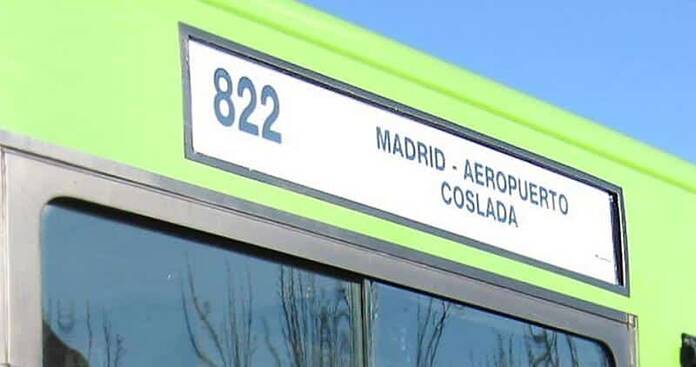 822
MADRID - AEROPUERTO
COSLADA